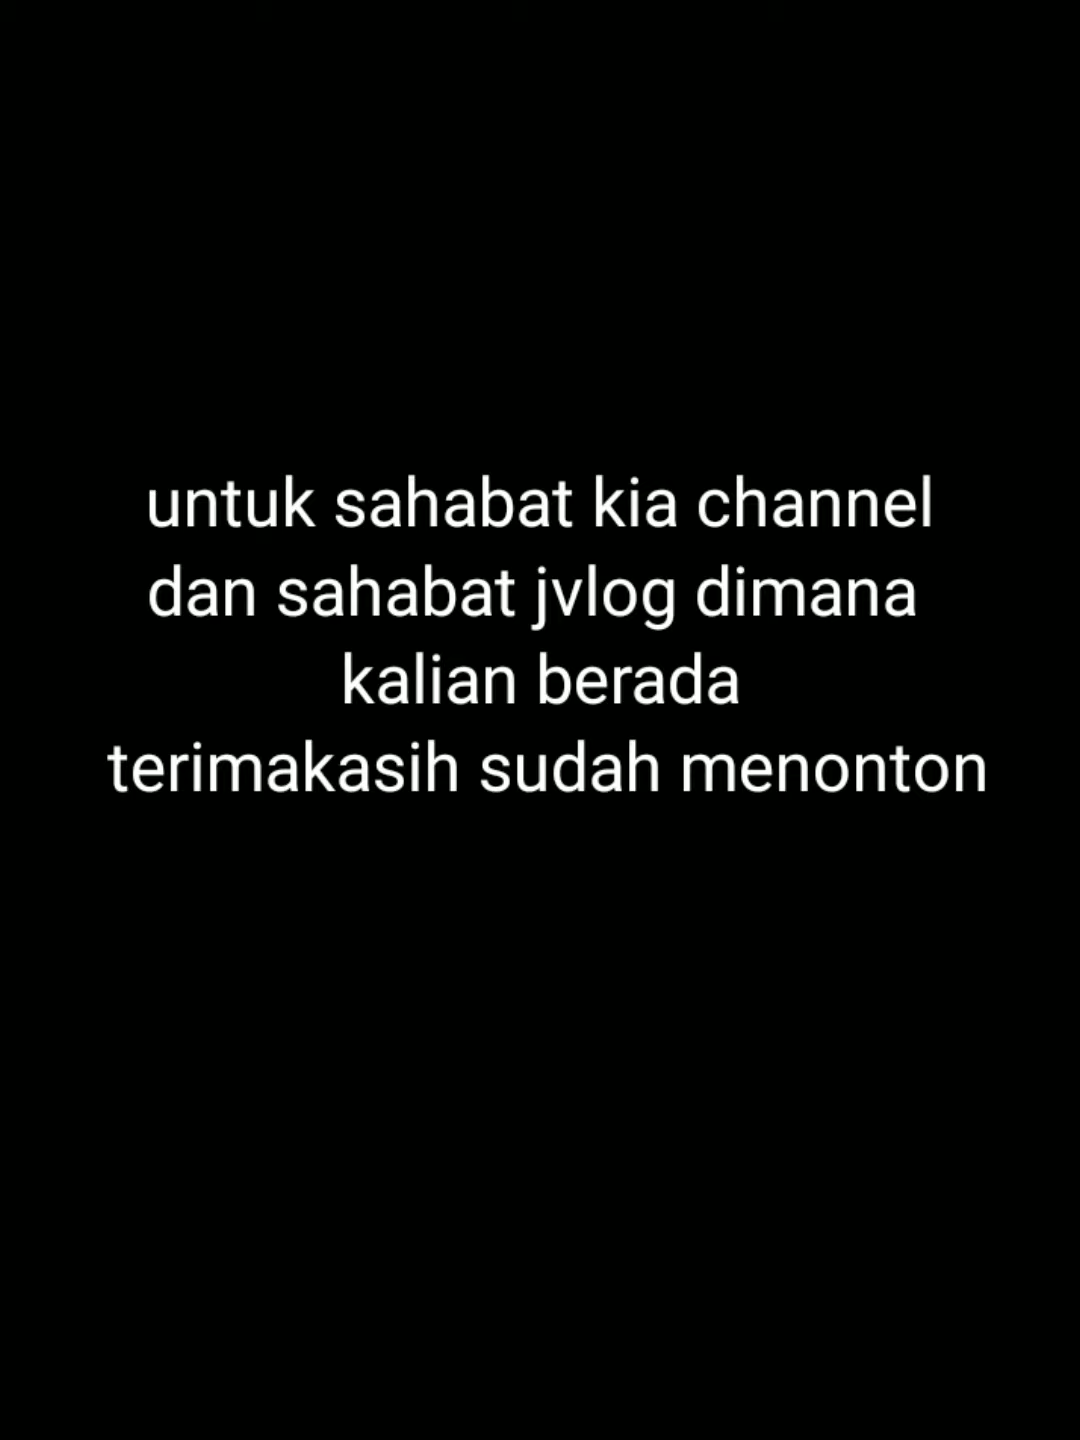 untuk sahabat kia channel
dan sahabat jvlog dimana
kalian berada
terimakasih sudah menonton